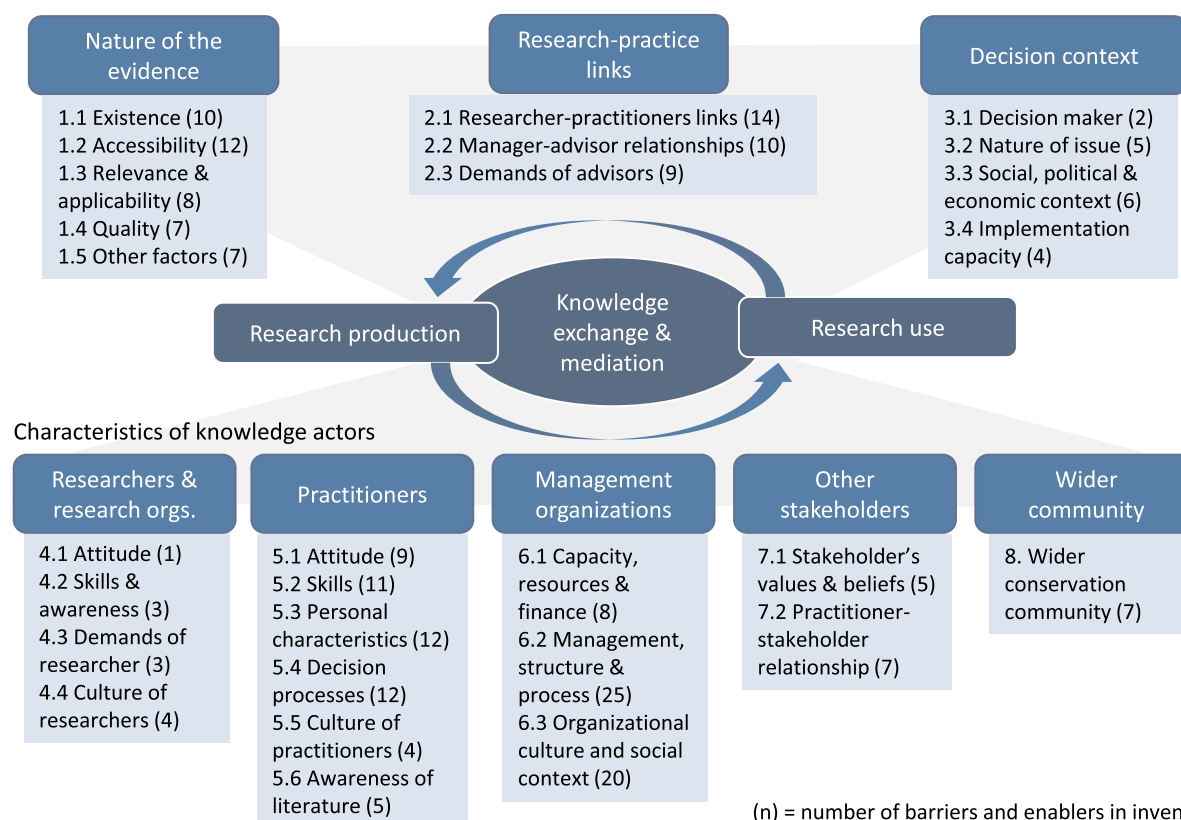 Nature of the
evidence
1.1 Existence (10)
1.2 Accessibility (12)
1.3 Relevance &
applicability (8)
1.4 Quality (7)
1.5 Other factors (7)
Research-practice
links
2.1 Researcher-practitioners links (14)
2.2 Manager-advisor relationships (10)
2.3 Demands of advisors (9)
Decision context
3.1 Decision maker (2)
3.2 Nature of issue (5)
3.3 Social, political &
economic context (6)
3.4 Implementation
capacity (4)
Research production
Knowledge
exchange &
mediation
Research use
Characteristics of knowledge actors
Researchers &
research orgs.
4.1 Attitude (1)
4.2 Skills &
awareness (3)
4.3 Demands of
researcher (3)
4.4 Culture of
researchers (4)
Practitioners
5.1 Attitude (9)
5.2 Skills (11)
5.3 Personal
characteristics (12)
5.4 Decision
processes (12)
5.5 Culture of
practitioners (4)
5.6 Awareness of
literature (5)
Management
organizations
6.1 Capacity,
resources &
finance (8)
6.2 Management,
structure &
process (25)
6.3 Organizational
culture and social
context (20)
Other
stakeholders
7.1 Stakeholder’s
values & beliefs (5)
7.2 Practitioner-
stakeholder
relationship (7)
Wider
community
8. Wider
conservation
community (7)
(n) = number of barriers and enablers in inven